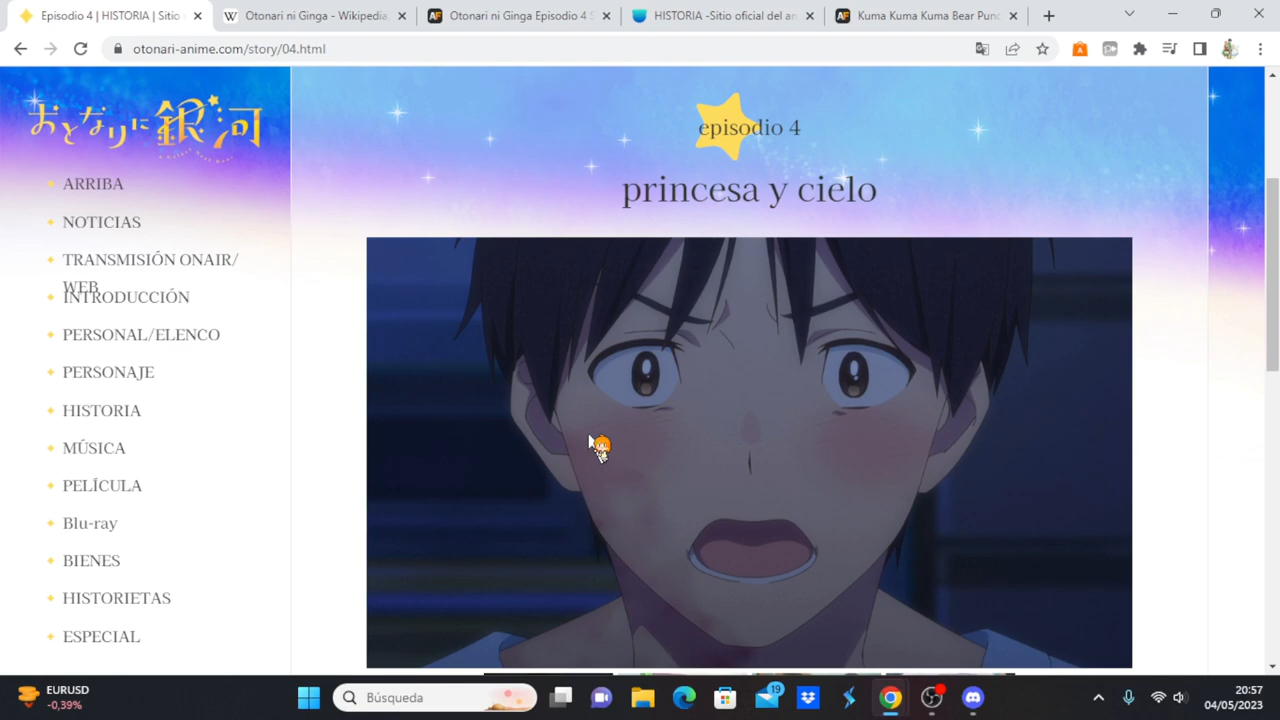 Episodio 4 | HISTORIA | Sitio
Otonari ni Ginga - Wikipedia,
Otonari ni Ginga Episodio 4 S
HISTORIA -Sitio oficial del an
Kuma Kuma Kuma Bear Punc
otonari-anime.com/story/04.html
おとなりに銀河
ARRIBA
NOTICIAS
TRANSMISIÓN ONAIR/
WEB
INTRODUCCIÓN
PERSONAL/ELENCO
PERSONAJE
HISTORIA
MÚSICA
PELÍCULA
Blu-ray
BIENES
HISTORIETAS
ESPECIAL
episodio 4
princesa y cielo
EURUSD
-0,39%
Búsqueda
19
20:57
04/05/2023